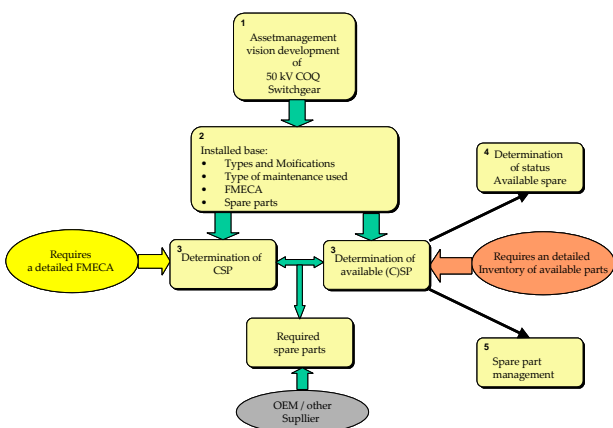 1
Assetmanagement
vision development
of
50 kV COQ
Switchgear
2
Installed base:
• Types and Moifications
• Type of maintenance used
• FMECA
• Spare parts
4
Determination
of status
Available spare
Requires
a detailed FMECA
3
Determination of
CSP
3
Determination of
available (C)SP
Requires an detailed
Inventory of available parts
Required
spare parts
5
Spare part
management
OEM / other
Supllier